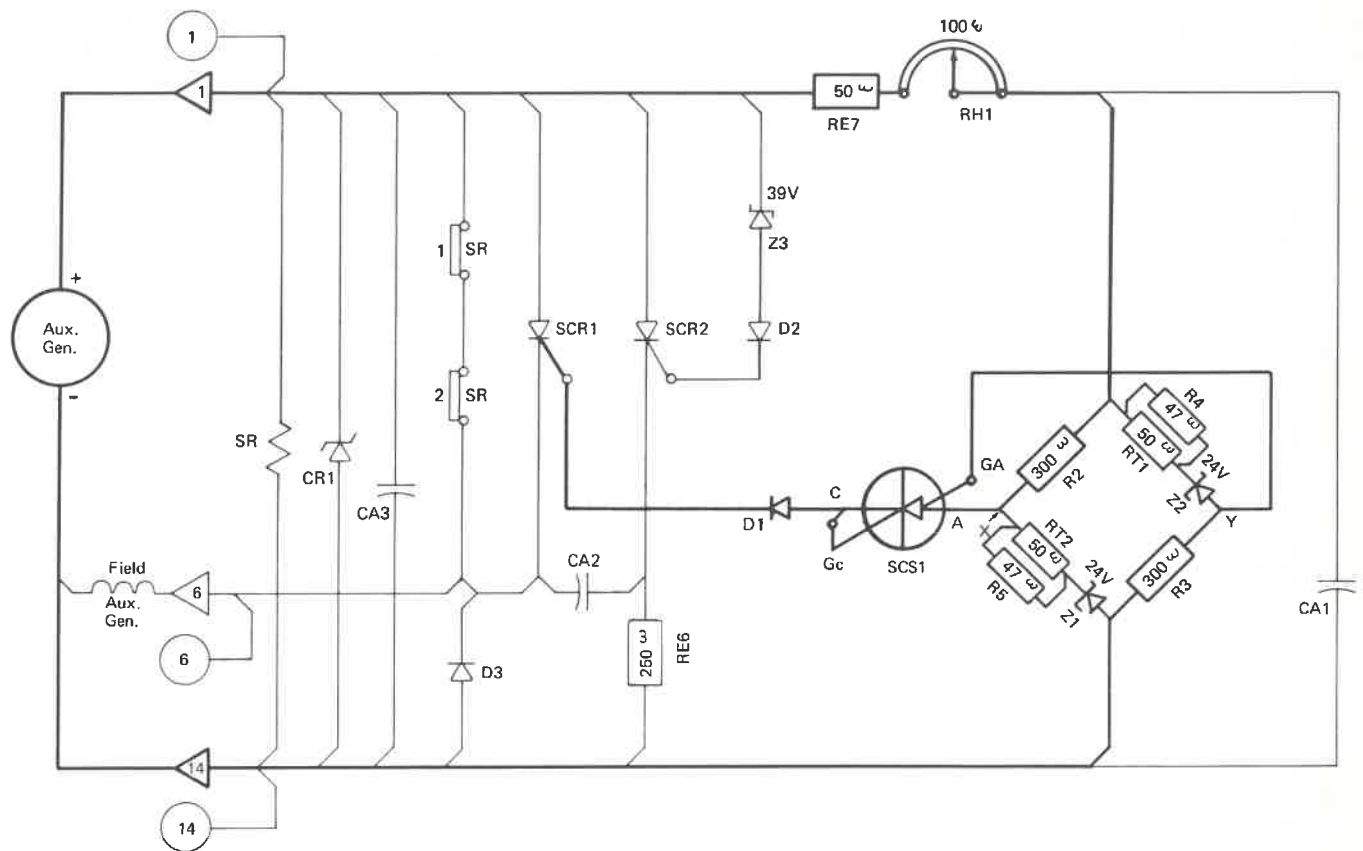 1
100 ω
1
50 ω
RE7
RH1
39V
Z3
1 SR
+
Aux.
Gen.
-
SCR1
SCR2
D2
2 SR
SR
CR1
CA3
R4
47 ω
50 ω
RT1
24V
Z2
GA
300 ω
R2
C
A
D1
Gc
SCS1
X
Y
RT2
50 ω
47 ω
R5
24V
Z1
300 ω
R3
CA1
Field
Aux.
Gen.
6
CA2
6
D3
3
250
RE6
14
14